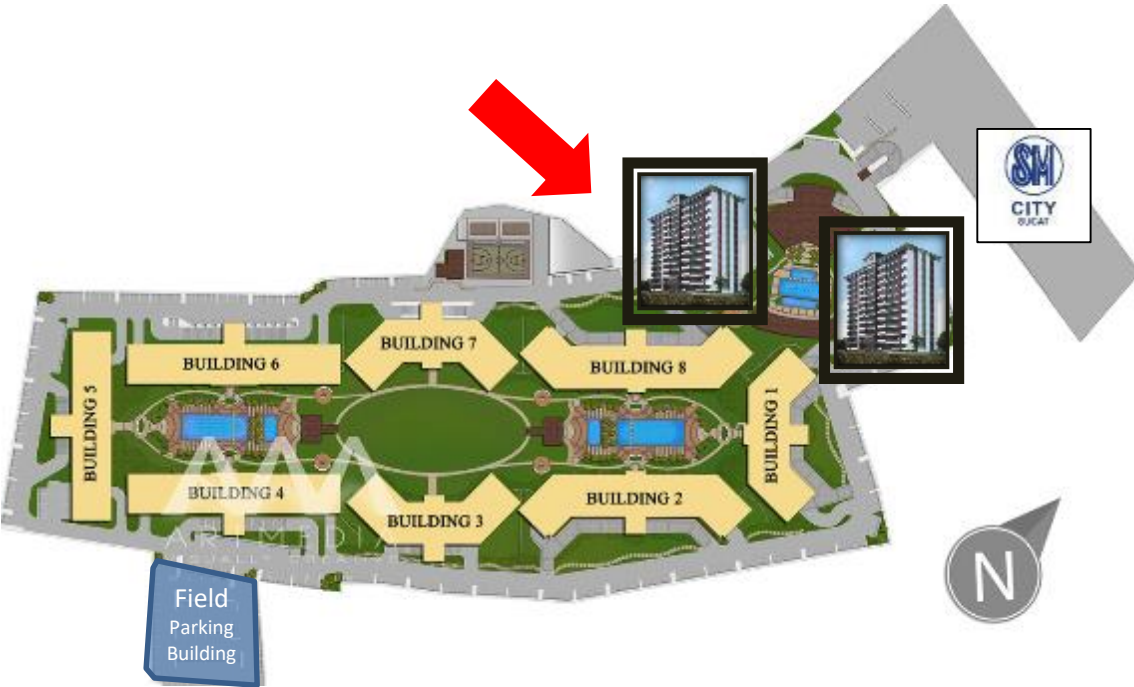 SM
CITY
SUCAT
BUILDING 7
BUILDING 6
BUILDING 8
BUILDING 5
BUILDING 1
BUILDING 4
BUILDING 2
BUILDING 3
ARTMEDIA
Field
Parking
Building
N